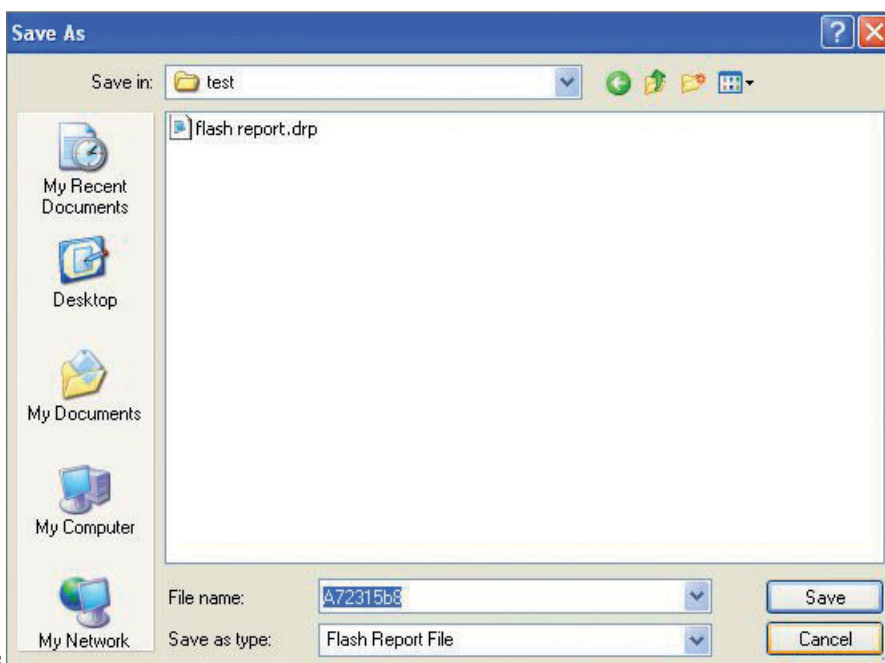 Save As
Save in:
test
flash report.drp
My Recent
Documents
Desktop
My Documents
My Computer
My Network
File name:
A72315b8
Save
Save as type:
Flash Report File
Cancel